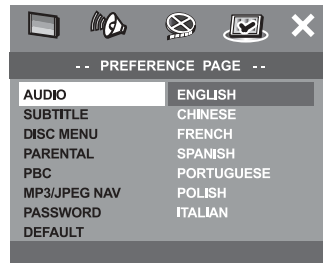 -- PREFERENCE PAGE --
AUDIO ENGLISH
SUBTITLE CHINESE
DISC MENU FRENCH
PARENTAL SPANISH
PBC PORTUGUESE
MP3/JPEG NAV POLISH
PASSWORD ITALIAN
DEFAULT